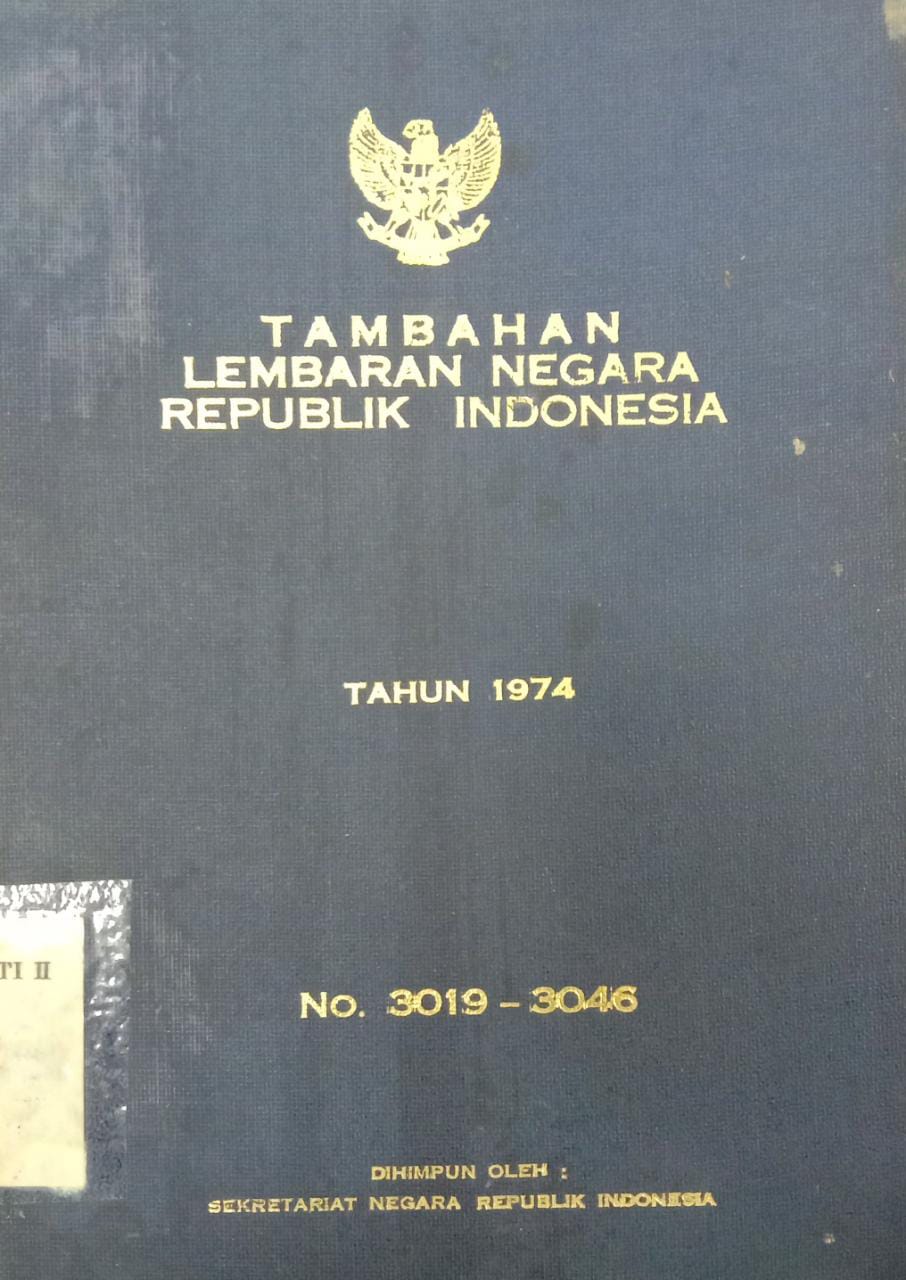 TAMBAHAN
LEMBARAN NEGARA
REPUBLIK INDONESIA
TAHUN 1974
TI II
No. 3019 – 3046
DIHIMPUN OLEH :
SEKRETARIAT NEGARA REPUBLIK INDONESIA